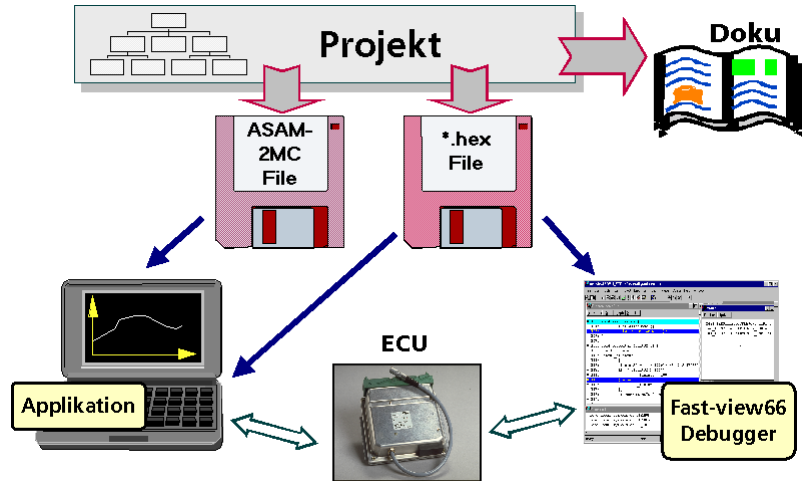 Projekt
Doku
ASAM-
2MC
File
*.hex
File
ECU
Applikation
Fast-view66
Debugger